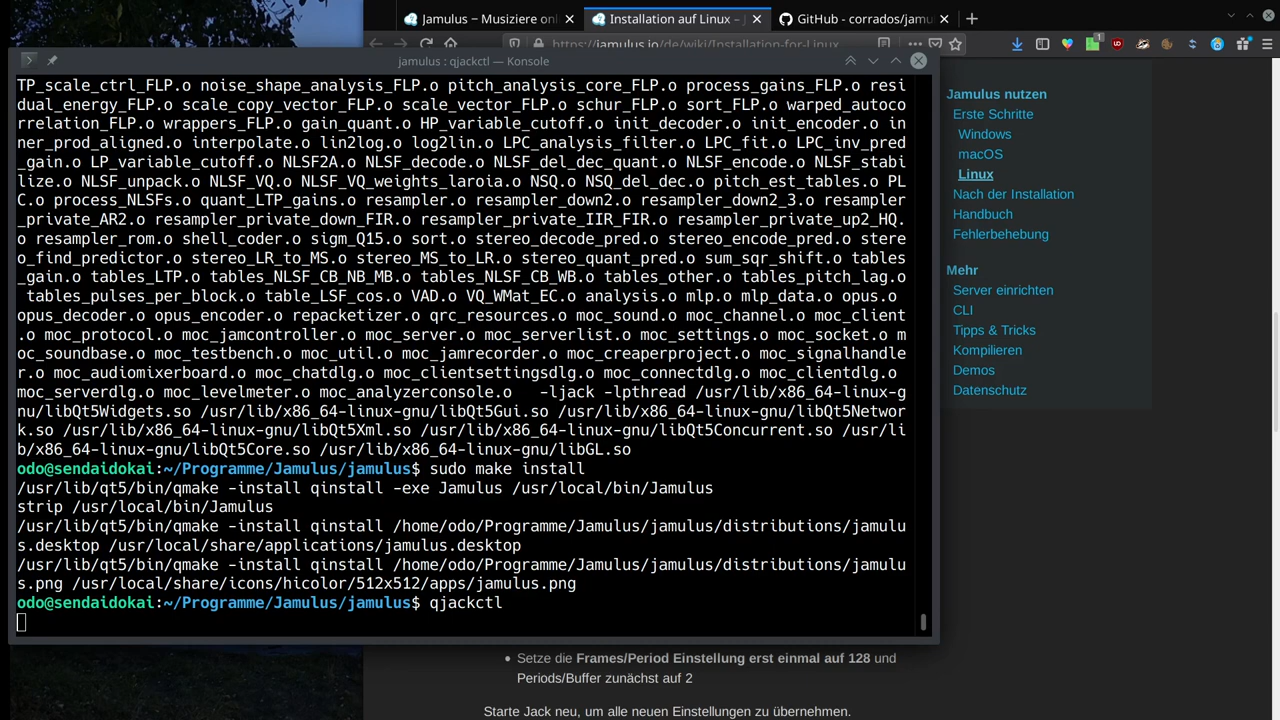 Jamulus – Musiziere onl
Installation auf Linux – J
GitHub - corrados/jamu
https://jamulus.io/de/wiki/Installation-for-Linux
jamulus : qjackctl — Konsole
TP_scale_ctrl_FLP.o noise_shape_analysis_FLP.o pitch_analysis_core_FLP.o process_gains_FLP.o resi
dual_energy_FLP.o scale_copy_vector_FLP.o scale_vector_FLP.o schur_FLP.o sort_FLP.o warped_autoco
rrelation_FLP.o wrappers_FLP.o gain_quant.o HP_variable_cutoff.o init_decoder.o init_encoder.o in
ner_prod_aligned.o interpolate.o lin2log.o log2lin.o LPC_analysis_filter.o LPC_fit.o LPC_inv_pred
_gain.o LP_variable_cutoff.o NLSF2A.o NLSF_decode.o NLSF_del_dec_quant.o NLSF_encode.o NLSF_stabi
lize.o NLSF_unpack.o NLSF_VQ.o NLSF_VQ_weights_laroia.o NSQ.o NSQ_del_dec.o pitch_est_tables.o PL
C.o process_NLSFs.o quant_LTP_gains.o resampler.o resampler_down2.o resampler_down2_3.o resampler
_private_AR2.o resampler_private_down_FIR.o resampler_private_IIR_FIR.o resampler_private_up2_HQ.
o resampler_rom.o shell_coder.o sigm_Q15.o sort.o stereo_decode_pred.o stereo_encode_pred.o stere
o_find_predictor.o stereo_LR_to_MS.o stereo_MS_to_LR.o stereo_quant_pred.o sum_sqr_shift.o tables
_gain.o tables_LTP.o tables_NLSF_CB_NB_MB.o tables_NLSF_CB_WB.o tables_other.o tables_pitch_lag.o
tables_pulses_per_block.o table_LSF_cos.o VAD.o VQ_WMat_EC.o analysis.o mlp.o mlp_data.o opus.o
opus_decoder.o opus_encoder.o repacketizer.o qrc_resources.o moc_sound.o moc_channel.o moc_client
.o moc_protocol.o moc_jamcontroller.o moc_server.o moc_serverlist.o moc_settings.o moc_socket.o m
oc_soundbase.o moc_testbench.o moc_util.o moc_jamrecorder.o moc_creaperproject.o moc_signalhandle
r.o moc_audiomixerboard.o moc_chatdlg.o moc_clientsettingsdlg.o moc_connectdlg.o moc_clientdlg.o
moc_serverdlg.o moc_levelmeter.o moc_analyzerconsole.o   -ljack -lpthread /usr/lib/x86_64-linux-g
nu/libQt5Widgets.so /usr/lib/x86_64-linux-gnu/libQt5Gui.so /usr/lib/x86_64-linux-gnu/libQt5Networ
k.so /usr/lib/x86_64-linux-gnu/libQt5Xml.so /usr/lib/x86_64-linux-gnu/libQt5Concurrent.so /usr/li
b/x86_64-linux-gnu/libQt5Core.so /usr/lib/x86_64-linux-gnu/libGL.so
odo@sendaidokai:~/Programme/Jamulus/jamulus$ sudo make install
/usr/lib/qt5/bin/qmake -install qinstall -exe Jamulus /usr/local/bin/Jamulus
strip /usr/local/bin/Jamulus
/usr/lib/qt5/bin/qmake -install qinstall /home/odo/Programme/Jamulus/jamulus/distributions/jamulu
s.desktop /usr/local/share/applications/jamulus.desktop
/usr/lib/qt5/bin/qmake -install qinstall /home/odo/Programme/Jamulus/jamulus/distributions/jamulu
s.png /usr/local/share/icons/hicolor/512x512/apps/jamulus.png
odo@sendaidokai:~/Programme/Jamulus/jamulus$ qjackctl
Jamulus nutzen
Erste Schritte
Windows
macOS
Linux
Nach der Installation
Handbuch
Fehlerbehebung
Mehr
Server einrichten
CLI
Tipps & Tricks
Kompilieren
Demos
Datenschutz
Setze die Frames/Period Einstellung erst einmal auf 128 und
Periods/Buffer zunächst auf 2
Starte Jack neu, um alle neuen Einstellungen zu übernehmen.